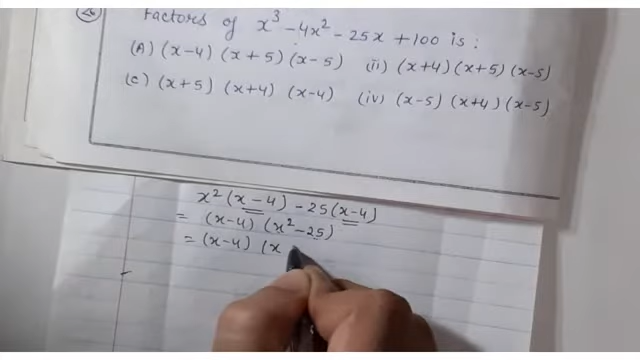 (26) Factors of x³ - 4x² - 25x + 100 is :
(A) (x-4) (x+5) (x-5) (ii) (x+4) (x+5) (x-5)
(c) (x+5) (x+4) (x-4) (iv) (x-5) (x+4) (x-5)
x² (x-4) - 25 (x-4)
= (x-4) (x² - 25)
= (x-4) (x